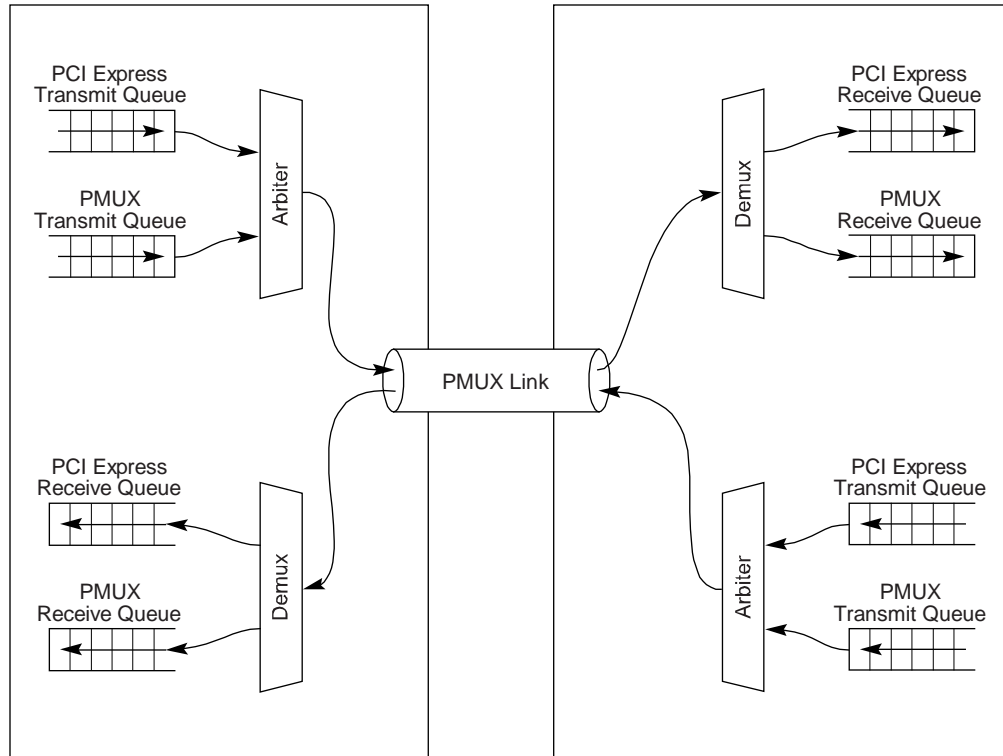 PCI Express
Transmit Queue
PMUX
Transmit Queue
Arbiter
PCI Express
Receive Queue
PMUX
Receive Queue
Demux
PMUX Link
PCI Express
Receive Queue
PMUX
Receive Queue
Demux
PCI Express
Transmit Queue
PMUX
Transmit Queue
Arbiter